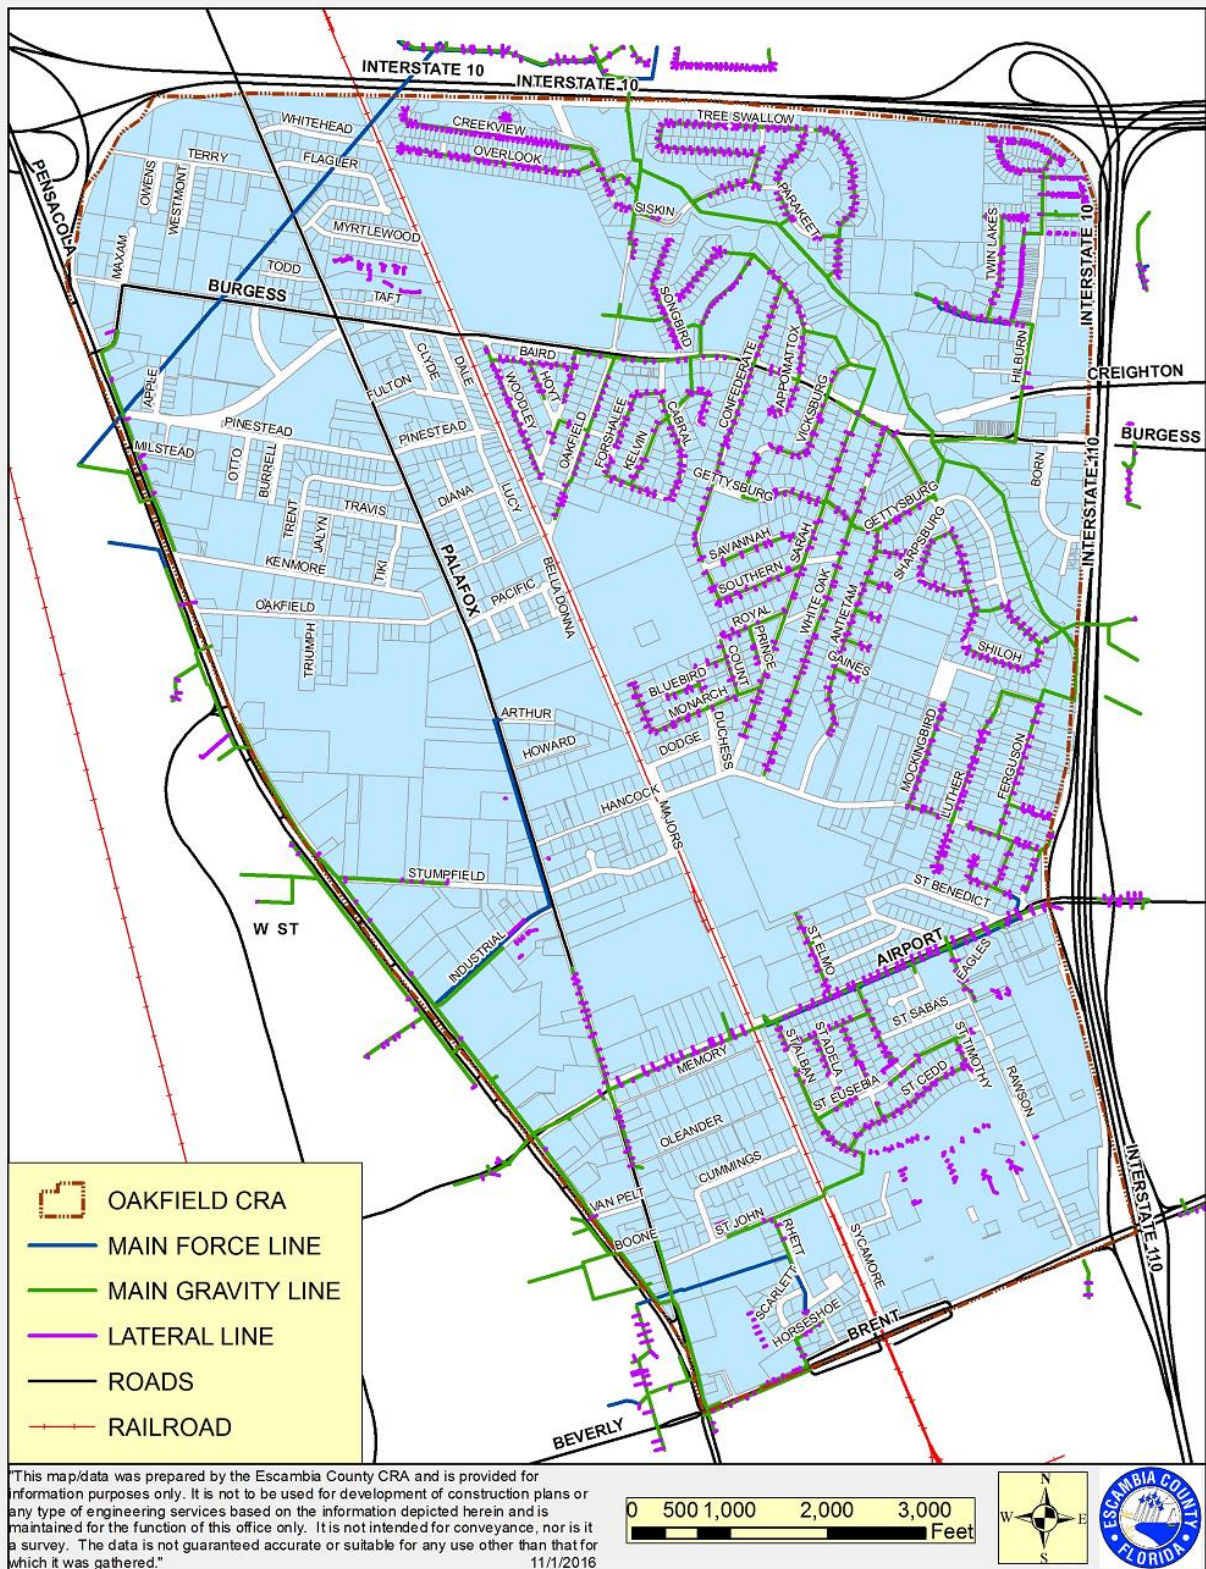 INTERSTATE 10
INTERSTATE 10
WHITEHEAD
CREEKVIEW
TREE SWALLOW
TERRY
FLAGLER
OVERLOOK
OWENS
WESTMONT
PENSACOLA
PARAKEET
SISKIN
MYRTLEWOOD
MAXAM
TWIN LAKES
INTERSTATE 10
TODD
BURGESS
TAFT
SONGBIRD
BAIRD
CLYDE
DALE
CONFEDERATE
APPOMATTOX
HILBURN
CREIGHTON
APPLE
FULTON
WOODLEY
HOYT
OAKFIELD
FORSHALEE
KELVIN
CABRAL
VICKSBURG
PINESTEAD
PINESTEAD
BURGESS
MILSTEAD
OTTO
BURRELL
INTERSTATE 110
BORN
GETTYSBURG
GETTYSBURG
DIANA
LUCY
TRENT
JALYN
TRAVIS
SHARPSBURG
SAVANNAH
SARAH
SOUTHERN
KENMORE
TIKI
PALAFOX
BELLA DONNA
PACIFIC
WHITE OAK
ANTIETAM
OAKFIELD
ROYAL
PRINCE
COUNT
TRIUMPH
SHILOH
GAINES
BLUEBIRD
MONARCH
ARTHUR
DUCHESS
HOWARD
DODGE
MOCKINGBIRD
LUTHER
FERGUSON
HANCOCK
MAJORS
STUMPFIELD
ST BENEDICT
W ST
ST ELMO
AIRPORT
EAGLES
INDUSTRIAL
ST SABAS
ST ALBAN
ST ADELA
ST TIMOTHY
MEMORY
ST EUSEBIA
ST CEDD
RAWSON
OLEANDER
CUMMINGS
VAN PELT
INTERSTATE 110
ST JOHN
BOONE
RHETT
SYCAMORE
SCARLETT
HORSESHOE
BRENT
BEVERLY
OAKFIELD CRA
MAIN FORCE LINE
MAIN GRAVITY LINE
LATERAL LINE
ROADS
RAILROAD
"This map/data was prepared by the Escambia County CRA and is provided for
information purposes only. It is not to be used for development of construction plans or
any type of engineering services based on the information depicted herein and is
maintained for the function of this office only. It is not intended for conveyance, nor is it
a survey. The data is not guaranteed accurate or suitable for any use other than that for
which it was gathered."
11/1/2016
0 500 1,000 2,000 3,000
Feet
N
W E
S
ESCAMBIA COUNTY
FLORIDA